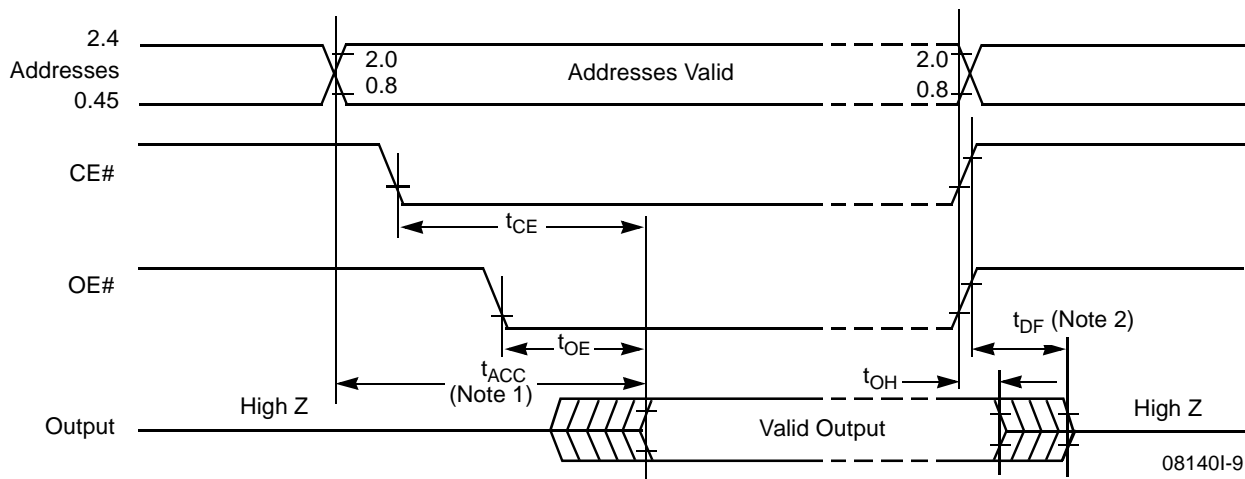 2.4
Addresses
0.45
2.0
0.8
Addresses Valid
2.0
0.8
CE#
tCE
OE#
tOE
tDF (Note 2)
tACC
(Note 1)
tOH
Output
High Z
Valid Output
High Z
08140I-9